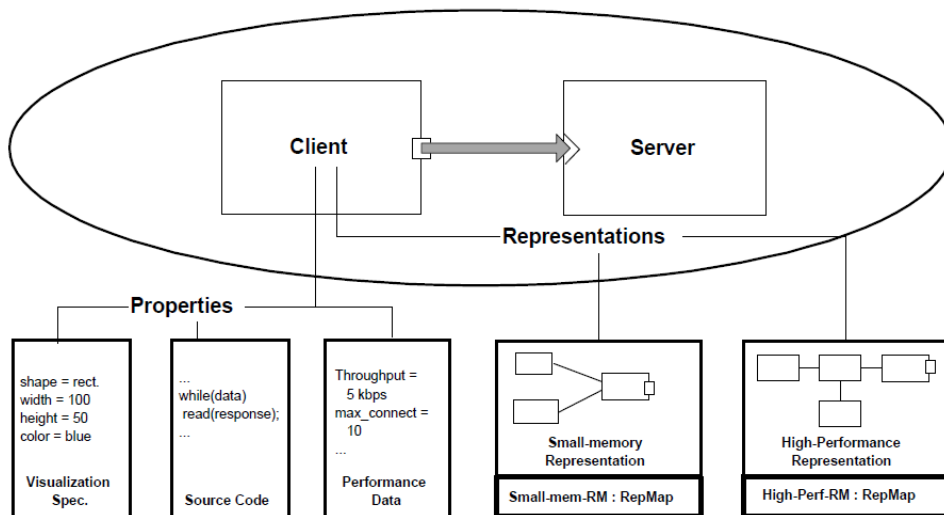 Client
Server
Representations
Properties
shape = rect.
width = 100
height = 50
color = blue
Visualization
Spec.
...
while(data)
read(response);
...
Source Code
Throughput =
5 kbps
max_connect =
10
...
Performance
Data
Small-memory
Representation
Small-mem-RM : RepMap
High-Performance
Representation
High-Perf-RM : RepMap